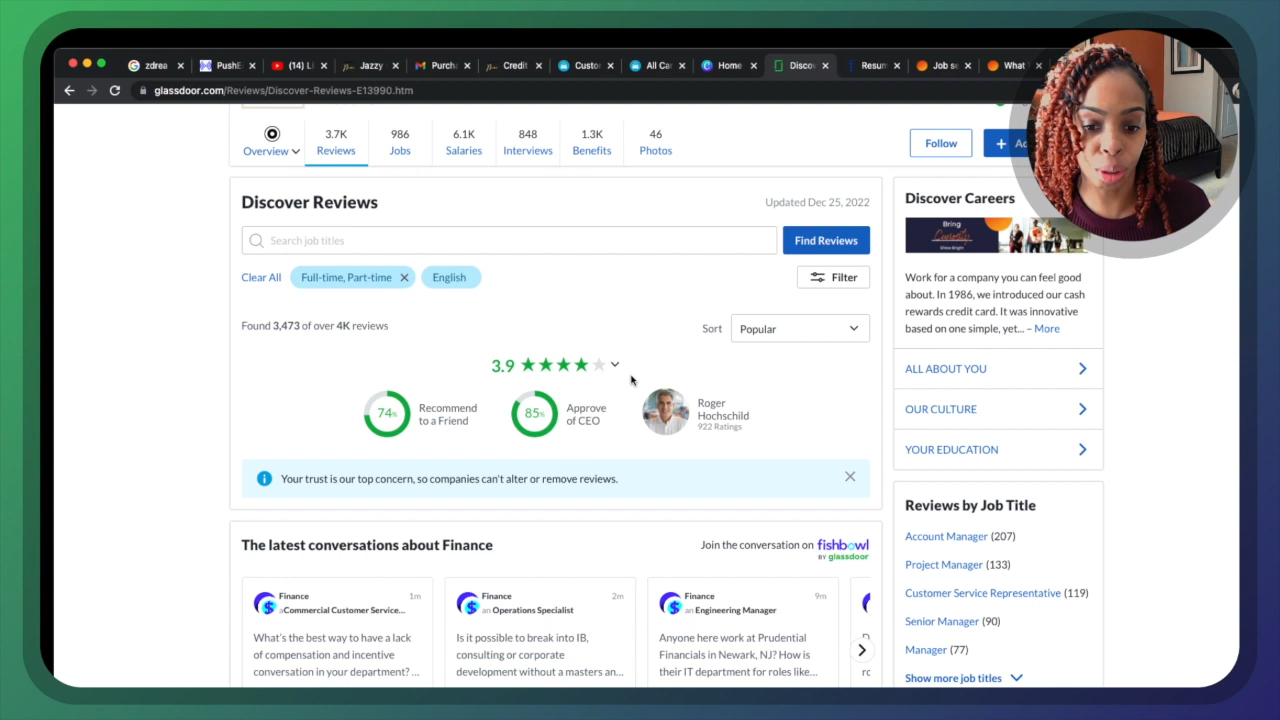 zdrea
PushE
(14) Li
Jazzy
Purcha
Credit
Custo
All Ca
Home
Disco
Resum
Job se
What
glassdoor.com/Reviews/Discover-Reviews-E13990.htm
Overview
3.7K
Reviews
986
Jobs
6.1K
Salaries
848
Interviews
1.3K
Benefits
46
Photos
Follow
+
Discover Reviews
Updated Dec 25, 2022
Search job titles
Find Reviews
Clear All
Full-time, Part-time
English
Filter
Found 3,473 of over 4K reviews
Sort
Popular
3.9
74%
Recommend
to a Friend
85%
Approve
of CEO
Roger
Hochschild
922 Ratings
Your trust is our top concern, so companies can't alter or remove reviews.
The latest conversations about Finance
Join the conversation on fishbowl
BY glassdoor
Finance
1m
a Commercial Customer Service...
What's the best way to have a lack
of compensation and incentive
conversation in your department? ...
Finance
2m
an Operations Specialist
Is it possible to break into IB,
consulting or corporate
development without a masters an...
Finance
9m
an Engineering Manager
Anyone here work at Prudential
Financials in Newark, NJ? How is
their IT department for roles like...
Discover Careers
Bring
Curiosity
Work for a company you can feel good
about. In 1986, we introduced our cash
rewards credit card. It was innovative
based on one simple, yet... – More
ALL ABOUT YOU
OUR CULTURE
YOUR EDUCATION
Reviews by Job Title
Account Manager (207)
Project Manager (133)
Customer Service Representative (119)
Senior Manager (90)
Manager (77)
Show more job titles